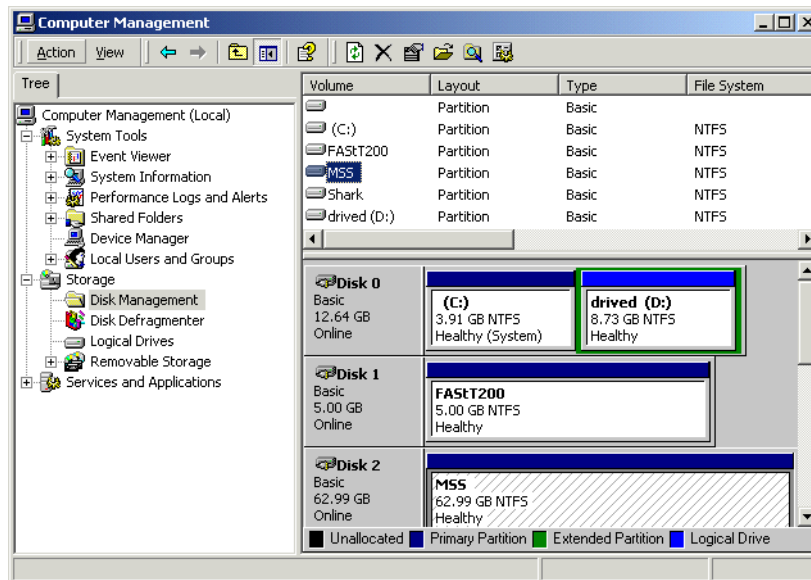 Computer Management
Action View
Tree
Computer Management (Local)
System Tools
Event Viewer
System Information
Performance Logs and Alerts
Shared Folders
Device Manager
Local Users and Groups
Storage
Disk Management
Disk Defragmenter
Logical Drives
Removable Storage
Services and Applications
Volume Layout Type File System
Partition Basic
(C:) Partition Basic NTFS
FAStT200 Partition Basic NTFS
MSS Partition Basic NTFS
Shark Partition Basic NTFS
drived (D:) Partition Basic NTFS
Disk 0
Basic
12.64 GB
Online
(C:)
3.91 GB NTFS
Healthy (System)
drived (D:)
8.73 GB NTFS
Healthy
Disk 1
Basic
5.00 GB
Online
FAStT200
5.00 GB NTFS
Healthy
Disk 2
Basic
62.99 GB
Online
MSS
62.99 GB NTFS
Healthy
Unallocated Primary Partition Extended Partition Logical Drive